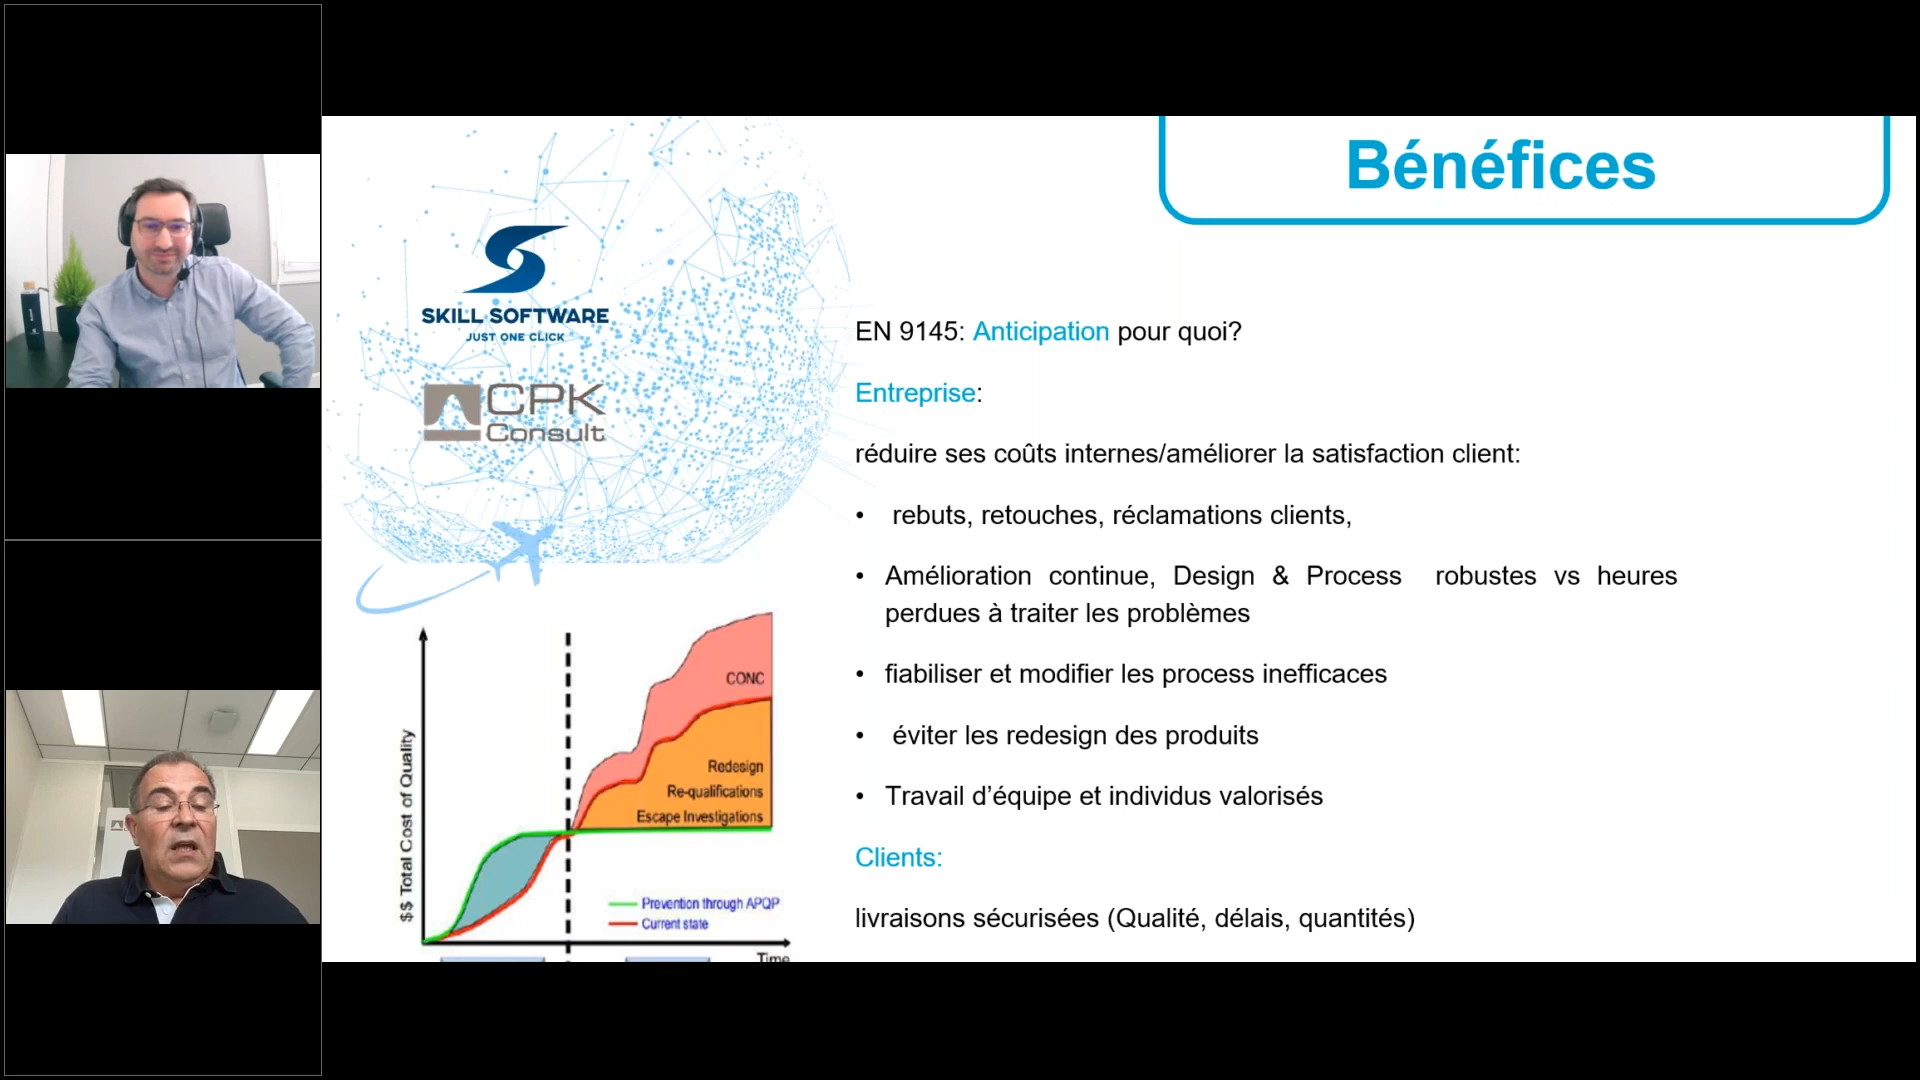 Bénéfices
SKILL SOFTWARE
JUST ONE CLICK
CPK
Consult
EN 9145: Anticipation pour quoi?
Entreprise:
réduire ses coûts internes/améliorer la satisfaction client:
• rebuts, retouches, réclamations clients,
• Amélioration continue, Design & Process robustes vs heures
perdues à traiter les problèmes
• fiabiliser et modifier les process inefficaces
• éviter les redesign des produits
• Travail d’équipe et individus valorisés
Clients:
livraisons sécurisées (Qualité, délais, quantités)
$$ Total Cost of Quality
CONC
Redesign
Re-qualifications
Escape Investigations
Prevention through APQP
Current state
Time